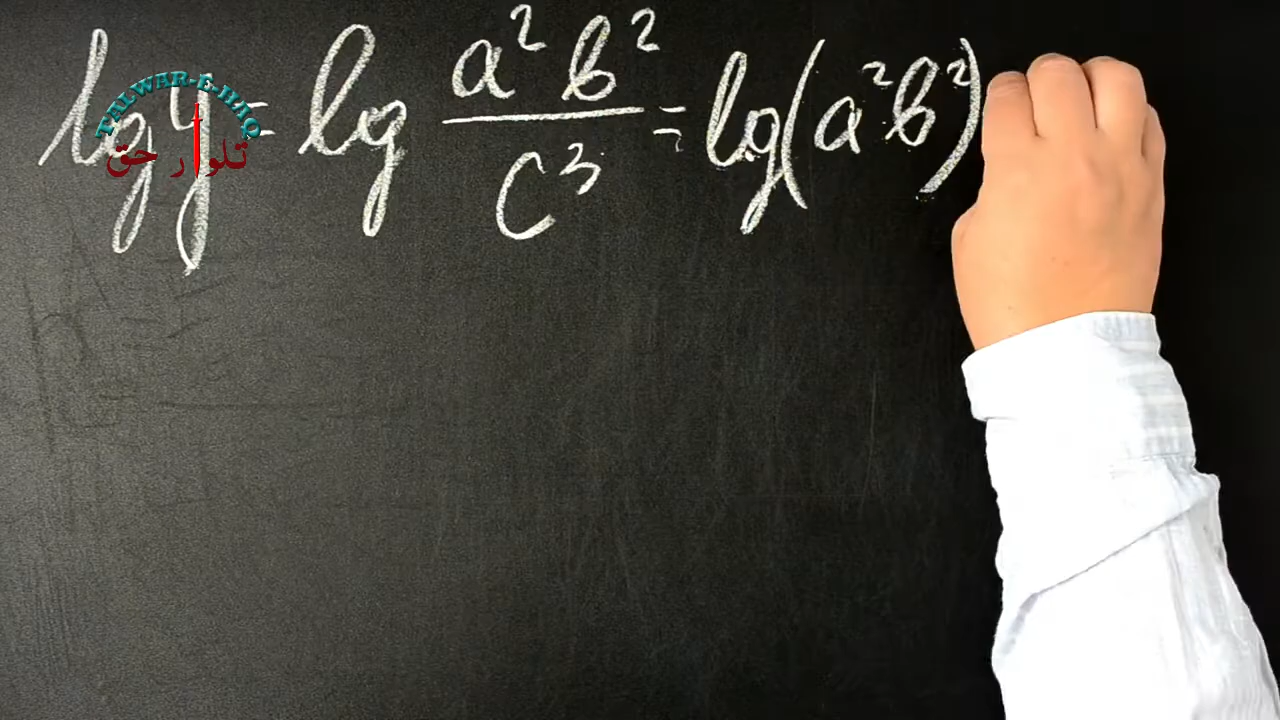 lg y = lg a²b²/c³ = lg(a²b²)
TALWAR-E-HAQ
تلوار حق